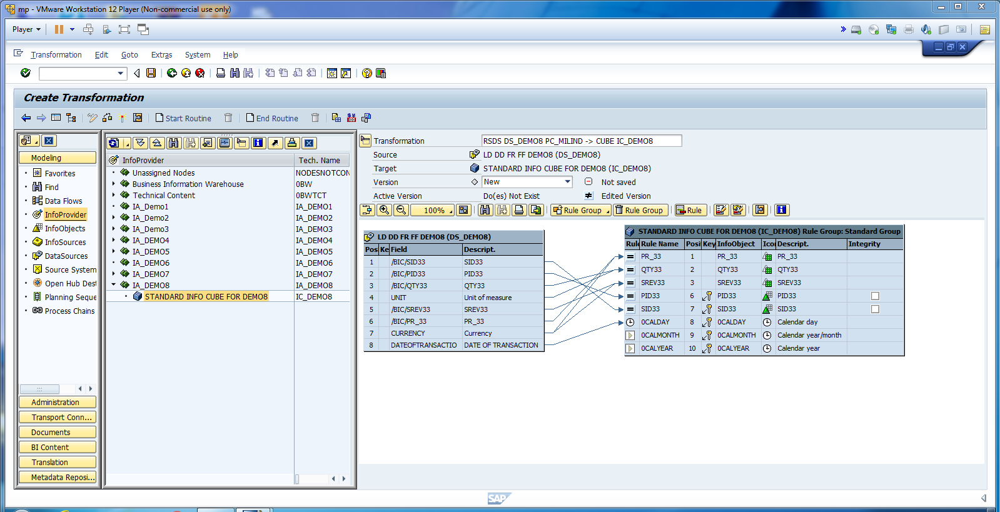 mp - VMware Workstation 12 Player (Non-commercial use only)
Player
Transformation Edit Goto Extras System Help
Create Transformation
Start Routine End Routine
Modeling
Favorites
Find
Data Flows
InfoProvider
InfoObjects
InfoSources
DataSources
Source System
Open Hub Dest
Planning Seque
Process Chains
Administration
Transport Conn...
Documents
BI Content
Translation
Metadata Reposi...
InfoProvider Tech. Name
Unassigned Nodes NODESNOTCON
Business Information Warehouse 0BW
Technical Content 0BWTCT
IA_Demo1 IA_DEMO1
IA_Demo2 IA_DEMO2
IA_Demo3 IA_DEMO3
IA_DEMO4 IA_DEMO4
IA_DEMO5 IA_DEMO5
IA_DEMO6 IA_DEMO6
IA_DEMO7 IA_DEMO7
IA_DEMO8 IA_DEMO8
STANDARD INFO CUBE FOR DEMO8 IC_DEMO8
Transformation RSDS DS_DEMO8 PC_MILIND -> CUBE IC_DEMO8
Source LD DD FR FF DEMO8 (DS_DEMO8)
Target STANDARD INFO CUBE FOR DEMO8 (IC_DEMO8)
Version New Not saved
Active Version Do(es) Not Exist Edited Version
100% Rule Group Rule Group Rule
LD DD FR FF DEMO8 (DS_DEMO8)
Pos Ke Field Descript.
1 /BIC/SID33 SID33
2 /BIC/PID33 PID33
3 /BIC/QTY33 QTY33
4 UNIT Unit of measure
5 /BIC/SREV33 SREV33
6 /BIC/PR_33 PR_33
7 CURRENCY Currency
8 DATEOFTRANSACTIO DATE OF TRANSACTION
STANDARD INFO CUBE FOR DEMO8 (IC_DEMO8) Rule Group: Standard Group
Rule Rule Name Posi Key InfoObject Icon Descript. Integrity
PR_33 1 PR_33 PR_33
QTY33 2 QTY33 QTY33
SREV33 3 SREV33 SREV33
PID33 6 PID33 PID33
SID33 7 SID33 SID33
0CALDAY 8 0CALDAY Calendar day
0CALMONTH 9 0CALMONTH Calendar year/month
0CALYEAR 10 0CALYEAR Calendar year
SAP